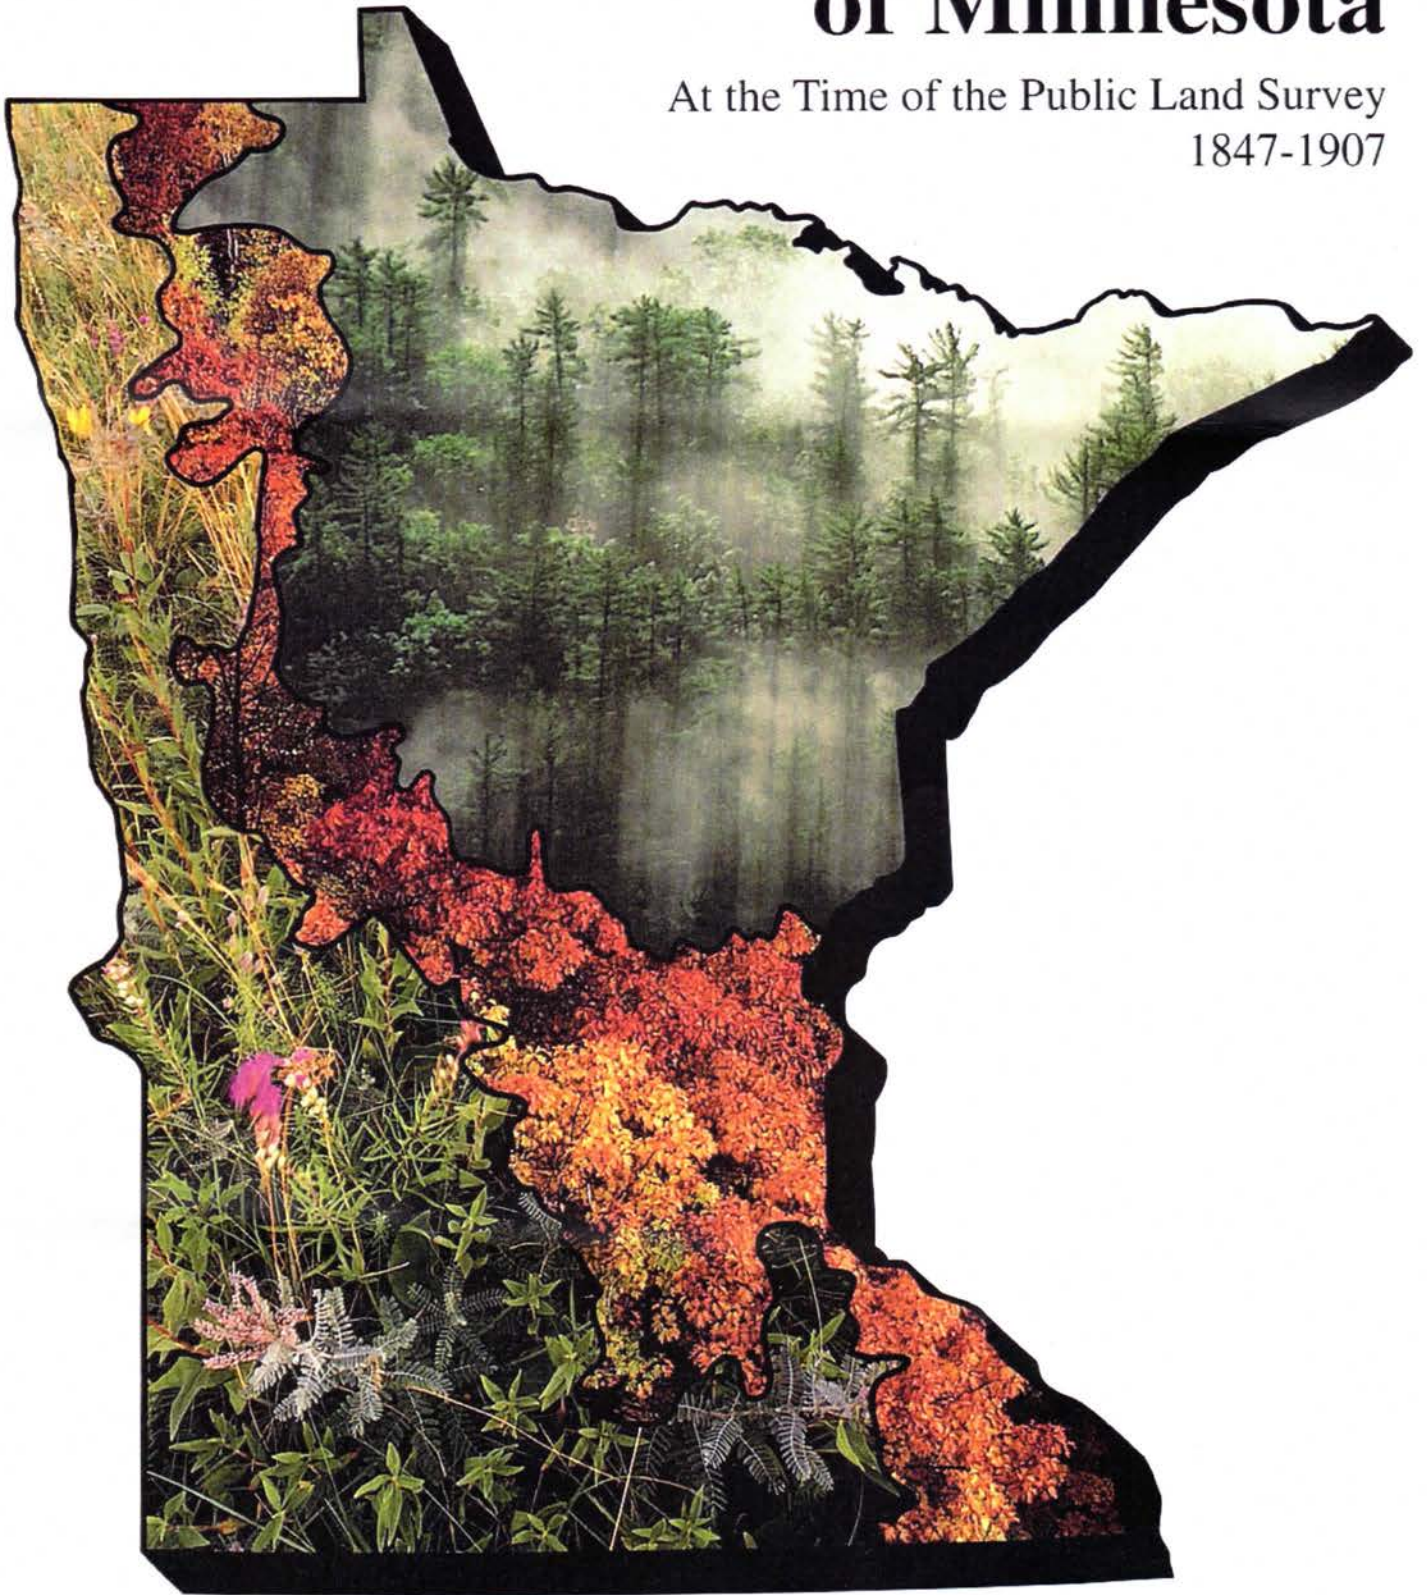 of Minnesota
At the Time of the Public Land Survey
1847-1907